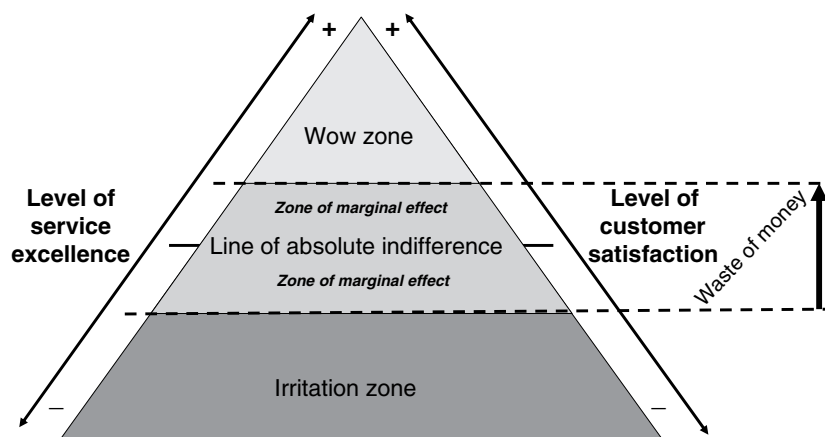 + +
Wow zone
Level of
service
excellence
Zone of marginal effect
Line of absolute indifference
Zone of marginal effect
Level of
customer
satisfaction
Waste of money
Irritation zone
– –